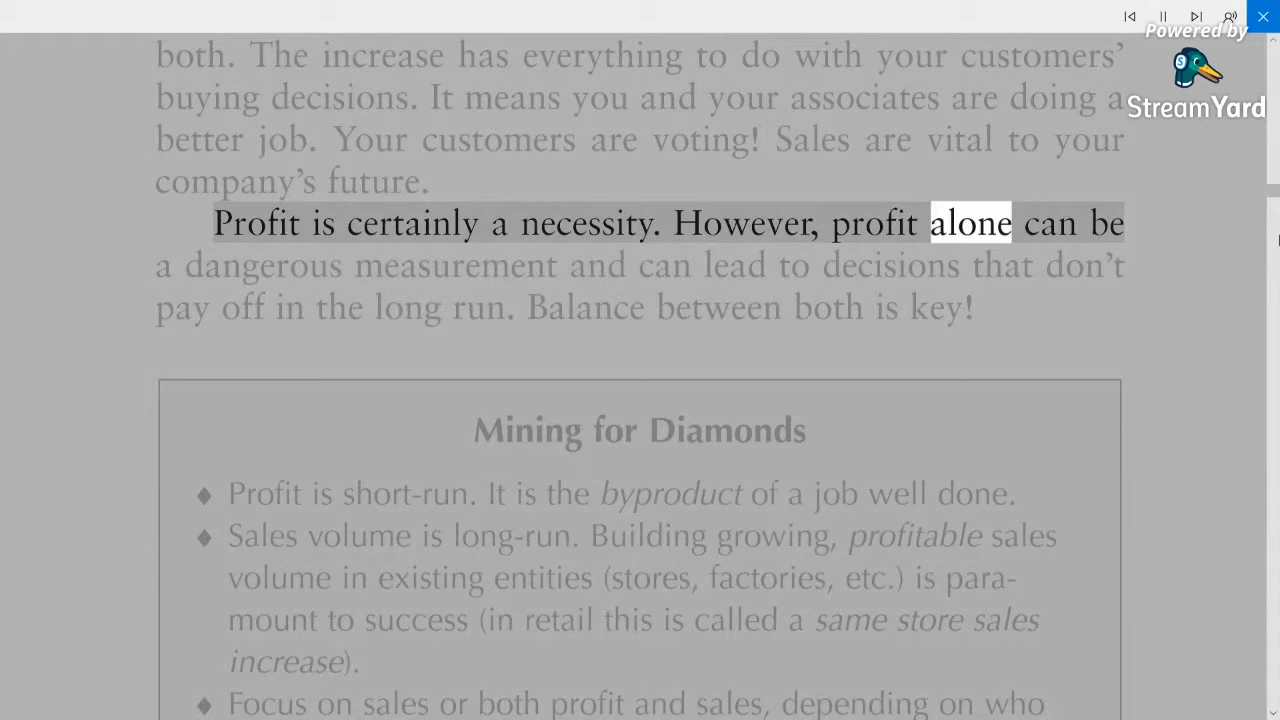 Powered by
StreamYard
both. The increase has everything to do with your customers’
buying decisions. It means you and your associates are doing a
better job. Your customers are voting! Sales are vital to your
company’s future.
Profit is certainly a necessity. However, profit alone can be
a dangerous measurement and can lead to decisions that don’t
pay off in the long run. Balance between both is key!
Mining for Diamonds
♦ Profit is short-run. It is the byproduct of a job well done.
♦ Sales volume is long-run. Building growing, profitable sales
volume in existing entities (stores, factories, etc.) is para-
mount to success (in retail this is called a same store sales
increase).
♦ Focus on sales or both profit and sales, depending on who